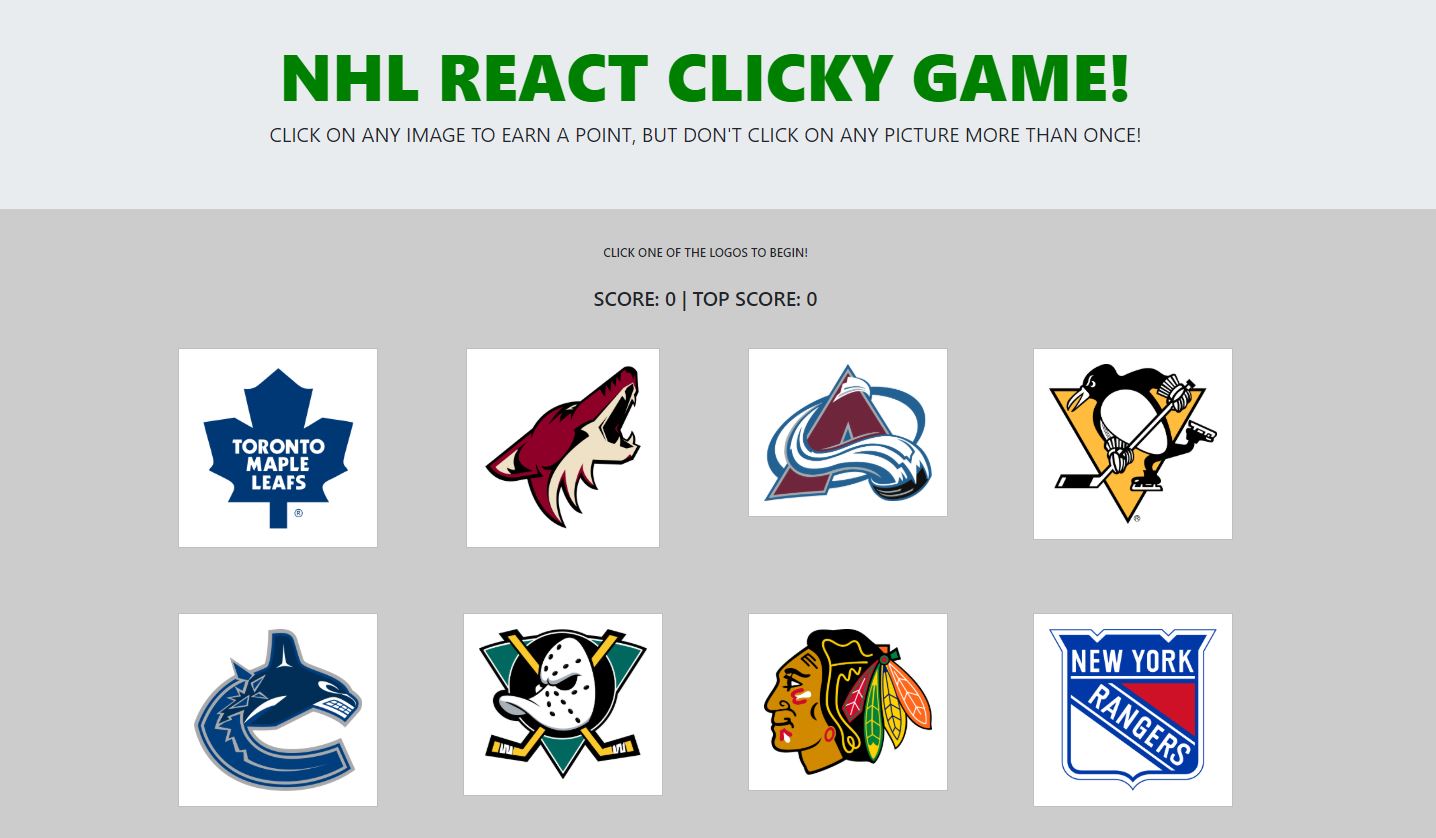 NHL REACT CLICKY GAME!
CLICK ON ANY IMAGE TO EARN A POINT, BUT DON'T CLICK ON ANY PICTURE MORE THAN ONCE!
CLICK ONE OF THE LOGOS TO BEGIN!
SCORE: 0 | TOP SCORE: 0
TORONTO
MAPLE
LEAFS
®
®
NEW YORK
RANGERS